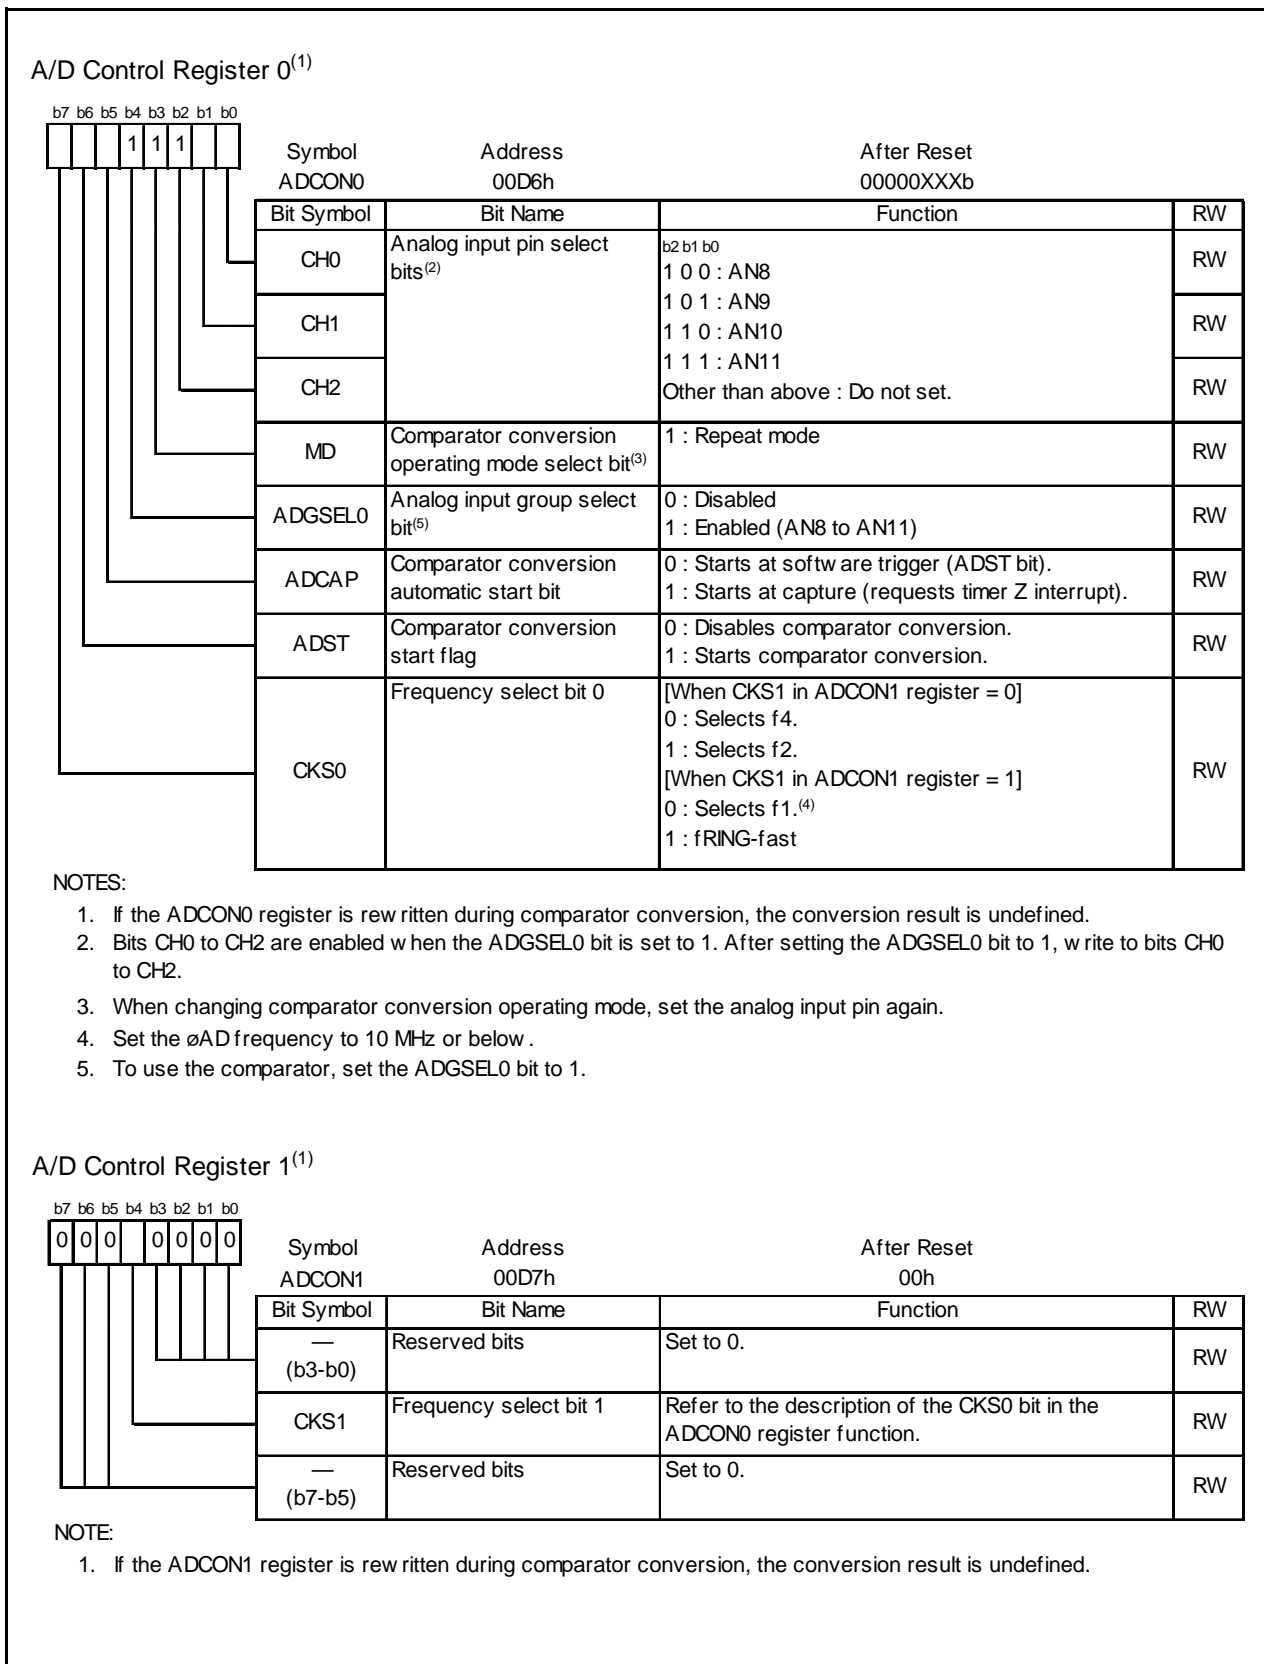 A/D Control Register 0(1)
b7 b6 b5 b4 b3 b2 b1 b0
1 1 1
Symbol Address After Reset
ADCON0 00D6h 00000XXXb
Bit Symbol Bit Name Function RW
CH0 Analog input pin select bits(2) b2 b1 b0 RW
1 0 0 : AN8
1 0 1 : AN9
CH1 1 1 0 : AN10 RW
1 1 1 : AN11
CH2 Other than above : Do not set. RW
MD Comparator conversion operating mode select bit(3) 1 : Repeat mode RW
ADGSEL0 Analog input group select bit(5) 0 : Disabled RW
1 : Enabled (AN8 to AN11)
ADCAP Comparator conversion automatic start bit 0 : Starts at software trigger (ADST bit). RW
1 : Starts at capture (requests timer Z interrupt).
ADST Comparator conversion start flag 0 : Disables comparator conversion. RW
1 : Starts comparator conversion.
CKS0 Frequency select bit 0 [When CKS1 in ADCON1 register = 0] RW
0 : Selects f4.
1 : Selects f2.
[When CKS1 in ADCON1 register = 1]
0 : Selects f1.(4)
1 : fRING-fast
NOTES:
1. If the ADCON0 register is rewritten during comparator conversion, the conversion result is undefined.
2. Bits CH0 to CH2 are enabled when the ADGSEL0 bit is set to 1. After setting the ADGSEL0 bit to 1, write to bits CH0
to CH2.
3. When changing comparator conversion operating mode, set the analog input pin again.
4. Set the øAD frequency to 10 MHz or below.
5. To use the comparator, set the ADGSEL0 bit to 1.
A/D Control Register 1(1)
b7 b6 b5 b4 b3 b2 b1 b0
0 0 0 0 0 0 0
Symbol Address After Reset
ADCON1 00D7h 00h
Bit Symbol Bit Name Function RW
— Reserved bits Set to 0. RW
(b3-b0)
CKS1 Frequency select bit 1 Refer to the description of the CKS0 bit in the RW
ADCON0 register function.
— Reserved bits Set to 0. RW
(b7-b5)
NOTE:
1. If the ADCON1 register is rewritten during comparator conversion, the conversion result is undefined.